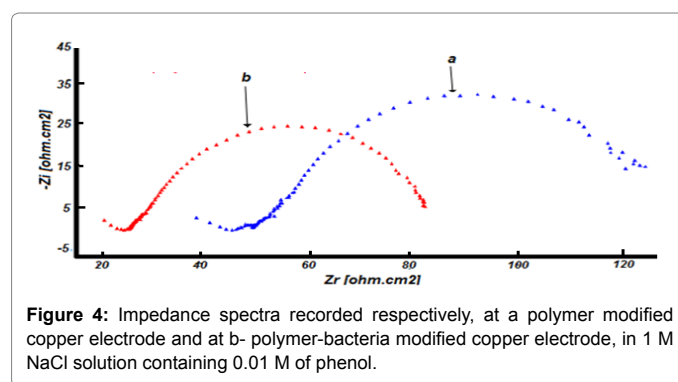 45
35
25
15
5
-5
-Zi [ohm.cm2]
b
a
20 40 60 80 100 120
Zr [ohm.cm2]
Figure 4: Impedance spectra recorded respectively, at a polymer modified
copper electrode and at b- polymer-bacteria modified copper electrode, in 1 M
NaCl solution containing 0.01 M of phenol.